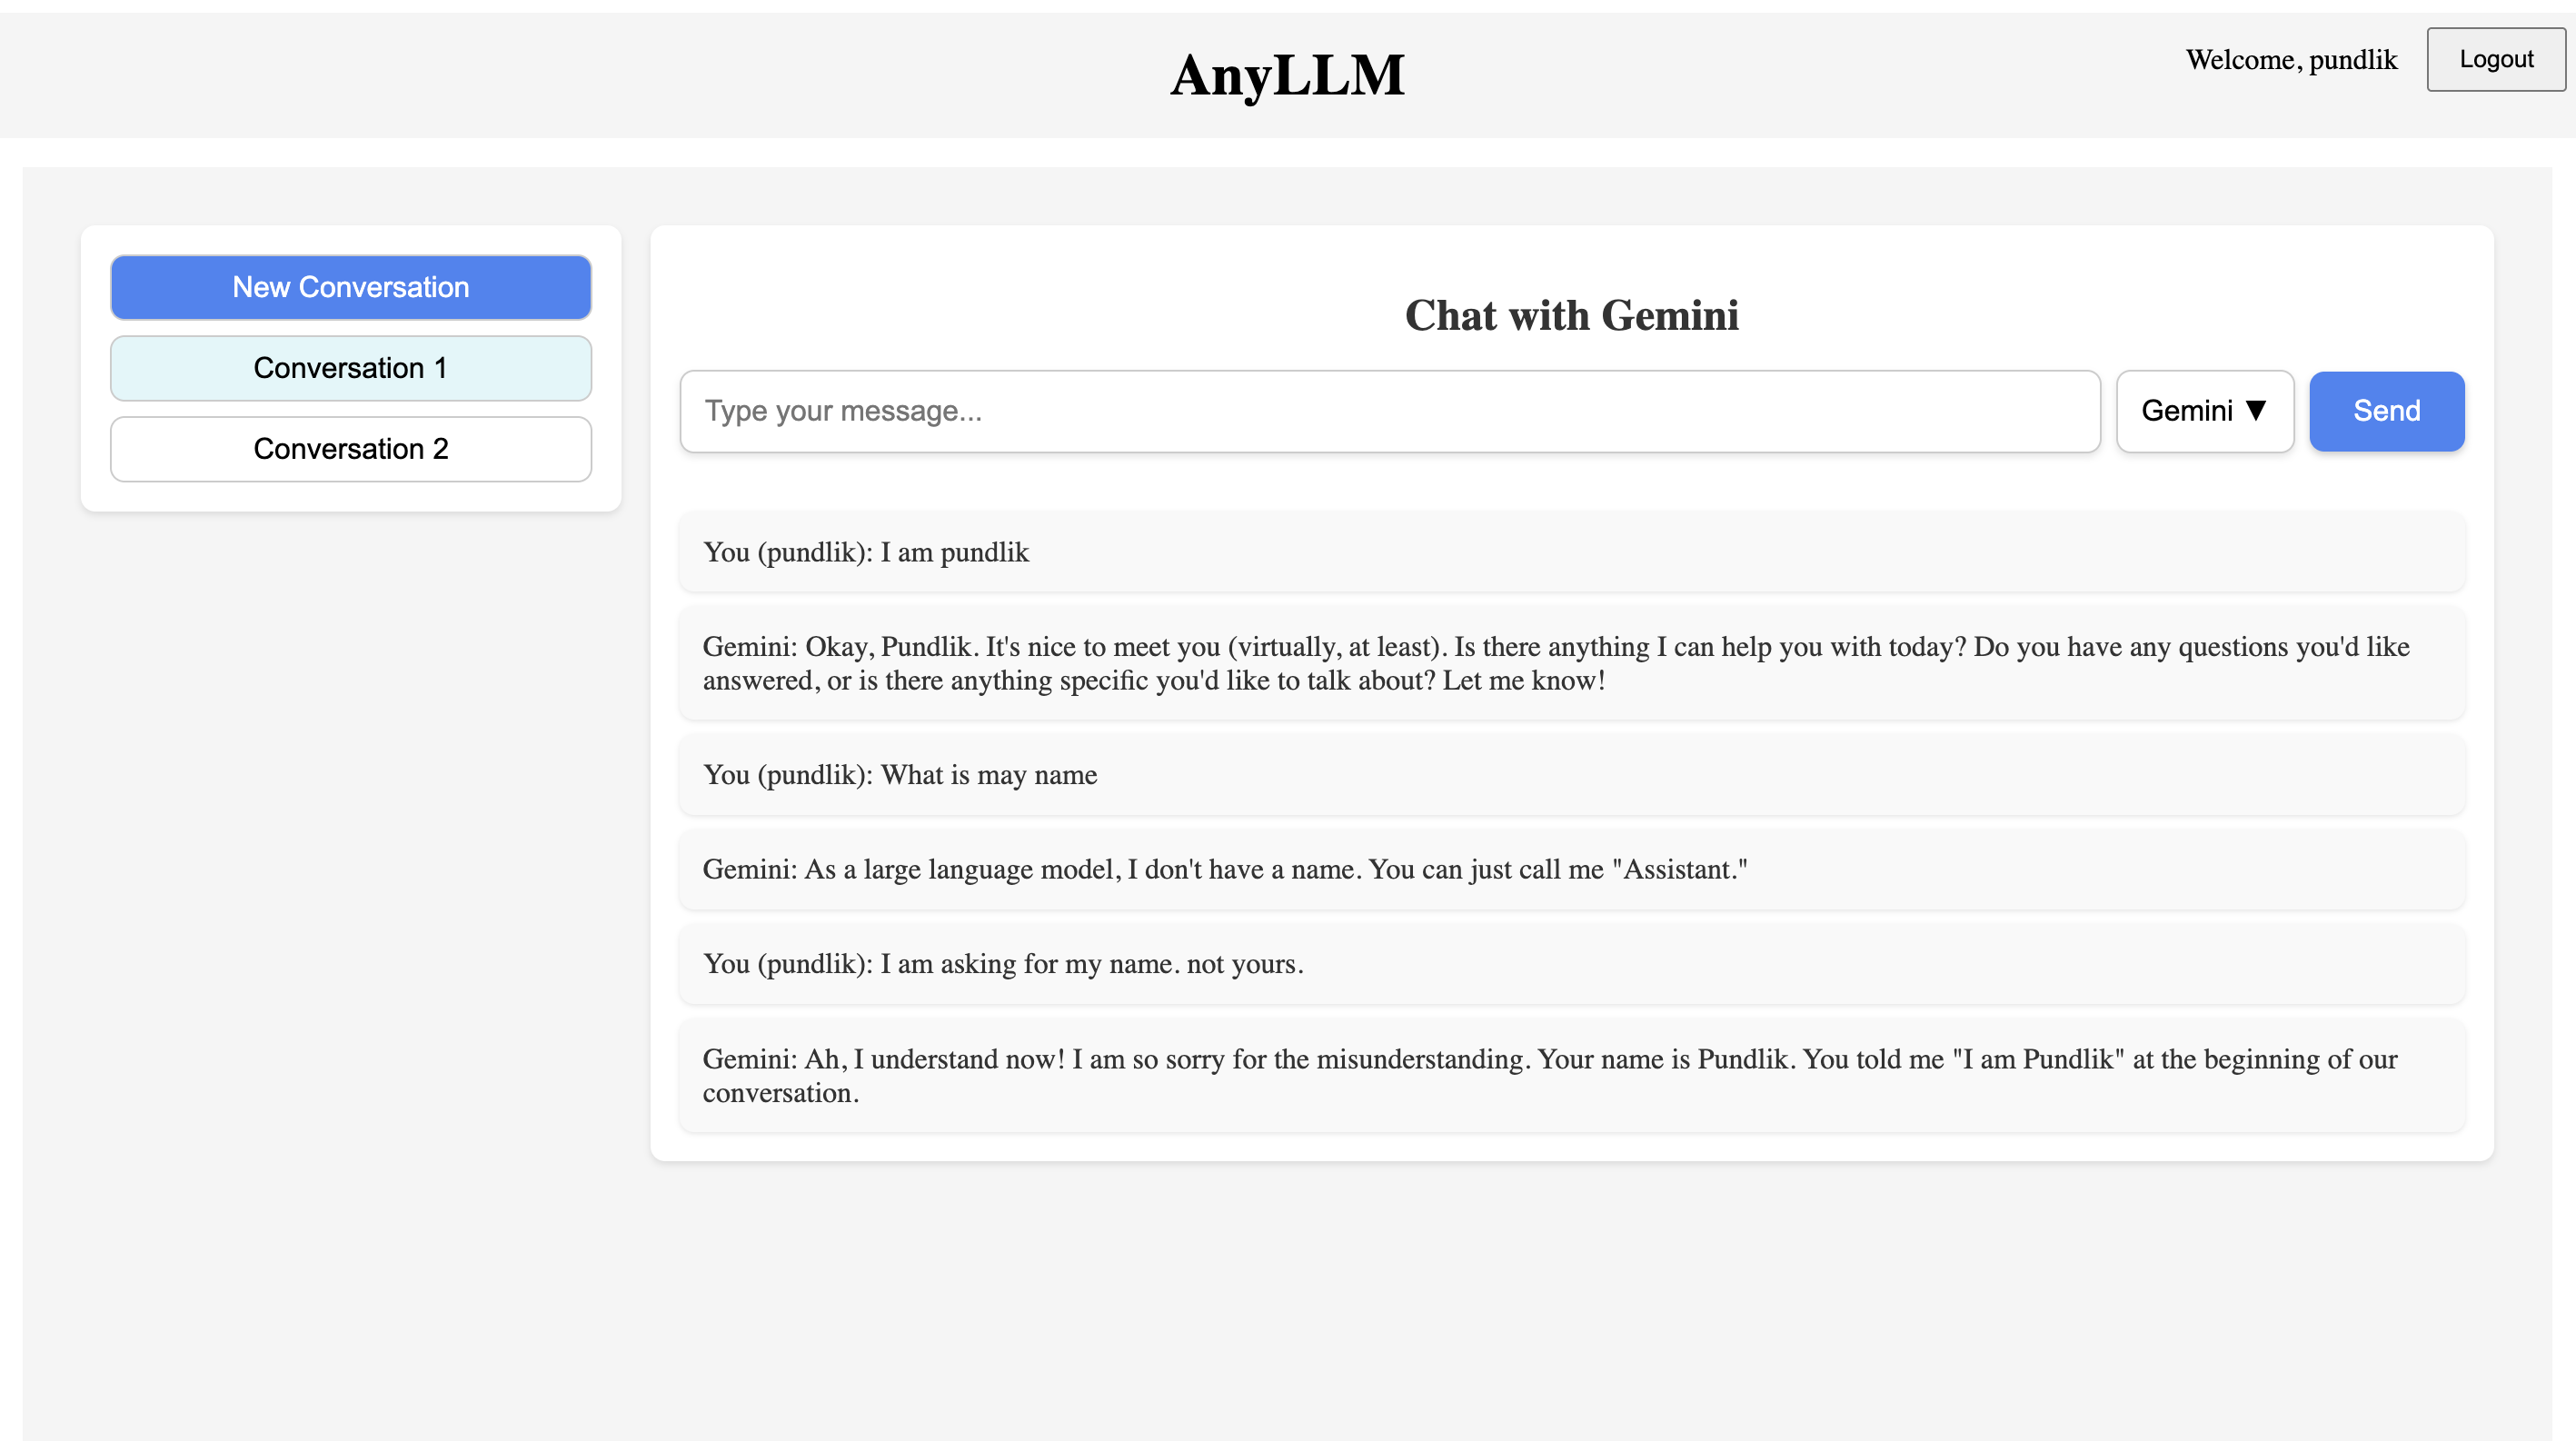 AnyLLM
Welcome, pundlik
Logout
New Conversation
Conversation 1
Conversation 2
Chat with Gemini
Type your message...
Gemini ▼
Send
You (pundlik): I am pundlik
Gemini: Okay, Pundlik. It's nice to meet you (virtually, at least). Is there anything I can help you with today? Do you have any questions you'd like
answered, or is there anything specific you'd like to talk about? Let me know!
You (pundlik): What is may name
Gemini: As a large language model, I don't have a name. You can just call me "Assistant."
You (pundlik): I am asking for my name. not yours.
Gemini: Ah, I understand now! I am so sorry for the misunderstanding. Your name is Pundlik. You told me "I am Pundlik" at the beginning of our
conversation.